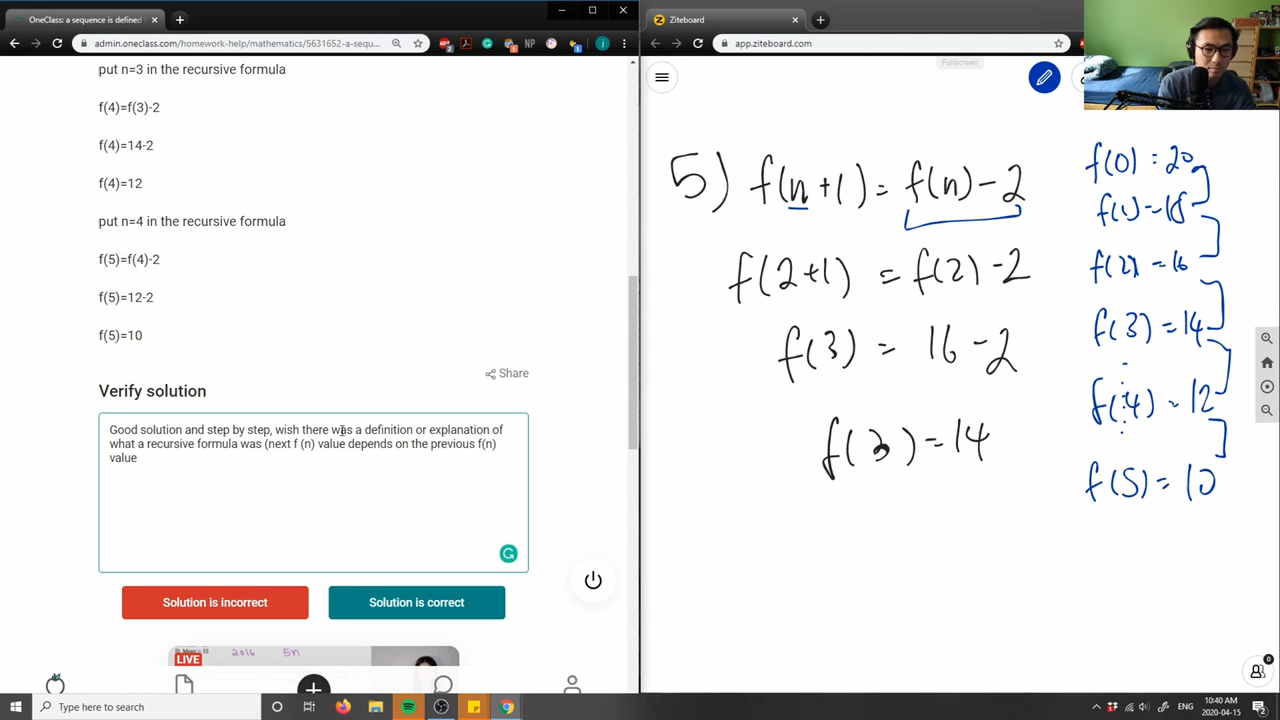 OneClass: a sequence is defined
admin.oneclass.com/homework-help/mathematics/5631652-a-sequ...
put n=3 in the recursive formula
f(4)=f(3)-2
f(4)=14-2
f(4)=12
put n=4 in the recursive formula
f(5)=f(4)-2
f(5)=12-2
f(5)=10
Share
Verify solution
Good solution and step by step, wish there was a definition or explanation of
what a recursive formula was (next f (n) value depends on the previous f(n)
value
Solution is incorrect
Solution is correct
LIVE
2016 5n
Type here to search
Ziteboard
app.ziteboard.com
Fullscreen
5) f(n+1) = f(n)-2
f(2+1) = f(2)-2
f(3) = 16-2
f(3)=14
f(0) = 20
f(1)=18
f(2) = 16
f(3) = 14
f(4) = 12
f(5) = 10
0
ENG
10:40 AM
2020-04-15
2